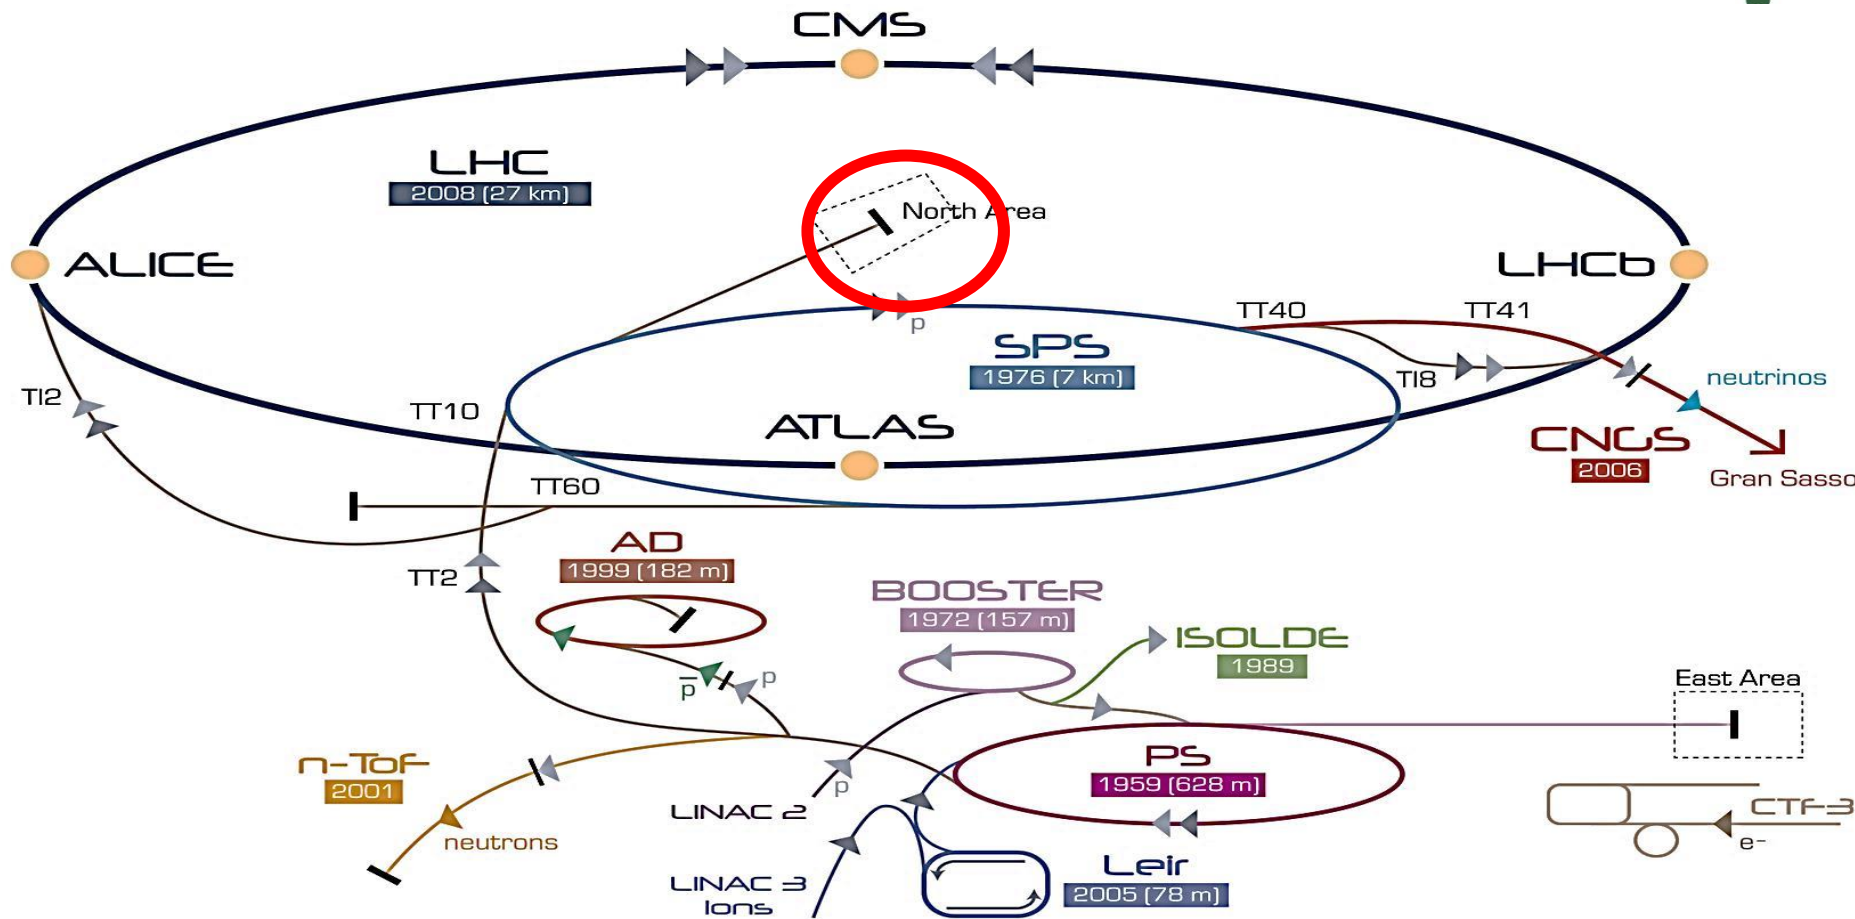 CMS
LHC
2008 (27 km)
North Area
ALICE
LHCb
TT40
TT41
p
SPS
1976 (7 km)
TI8
neutrinos
TI2
TT10
ATLAS
CNGS
2006
Gran Sasso
TT60
AD
1999 (182 m)
TT2
BOOSTER
1972 (157 m)
ISOLDE
1989
p
p̅
East Area
n-ToF
2001
PS
1959 (628 m)
p
LINAC 2
CTF-3
e-
neutrons
Leir
2005 (78 m)
LINAC 3
Ions